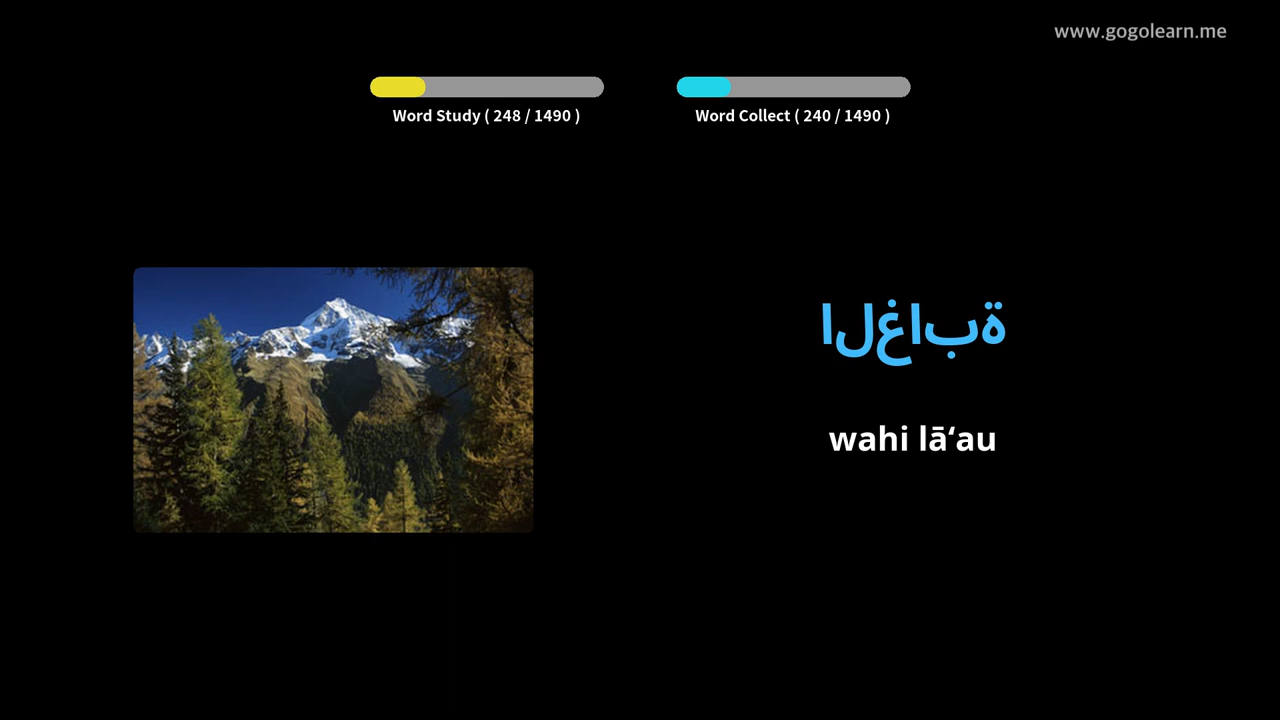 www.gogolearn.me
Word Study ( 248 / 1490 )
Word Collect ( 240 / 1490 )
الغابة
wahi lāʻau